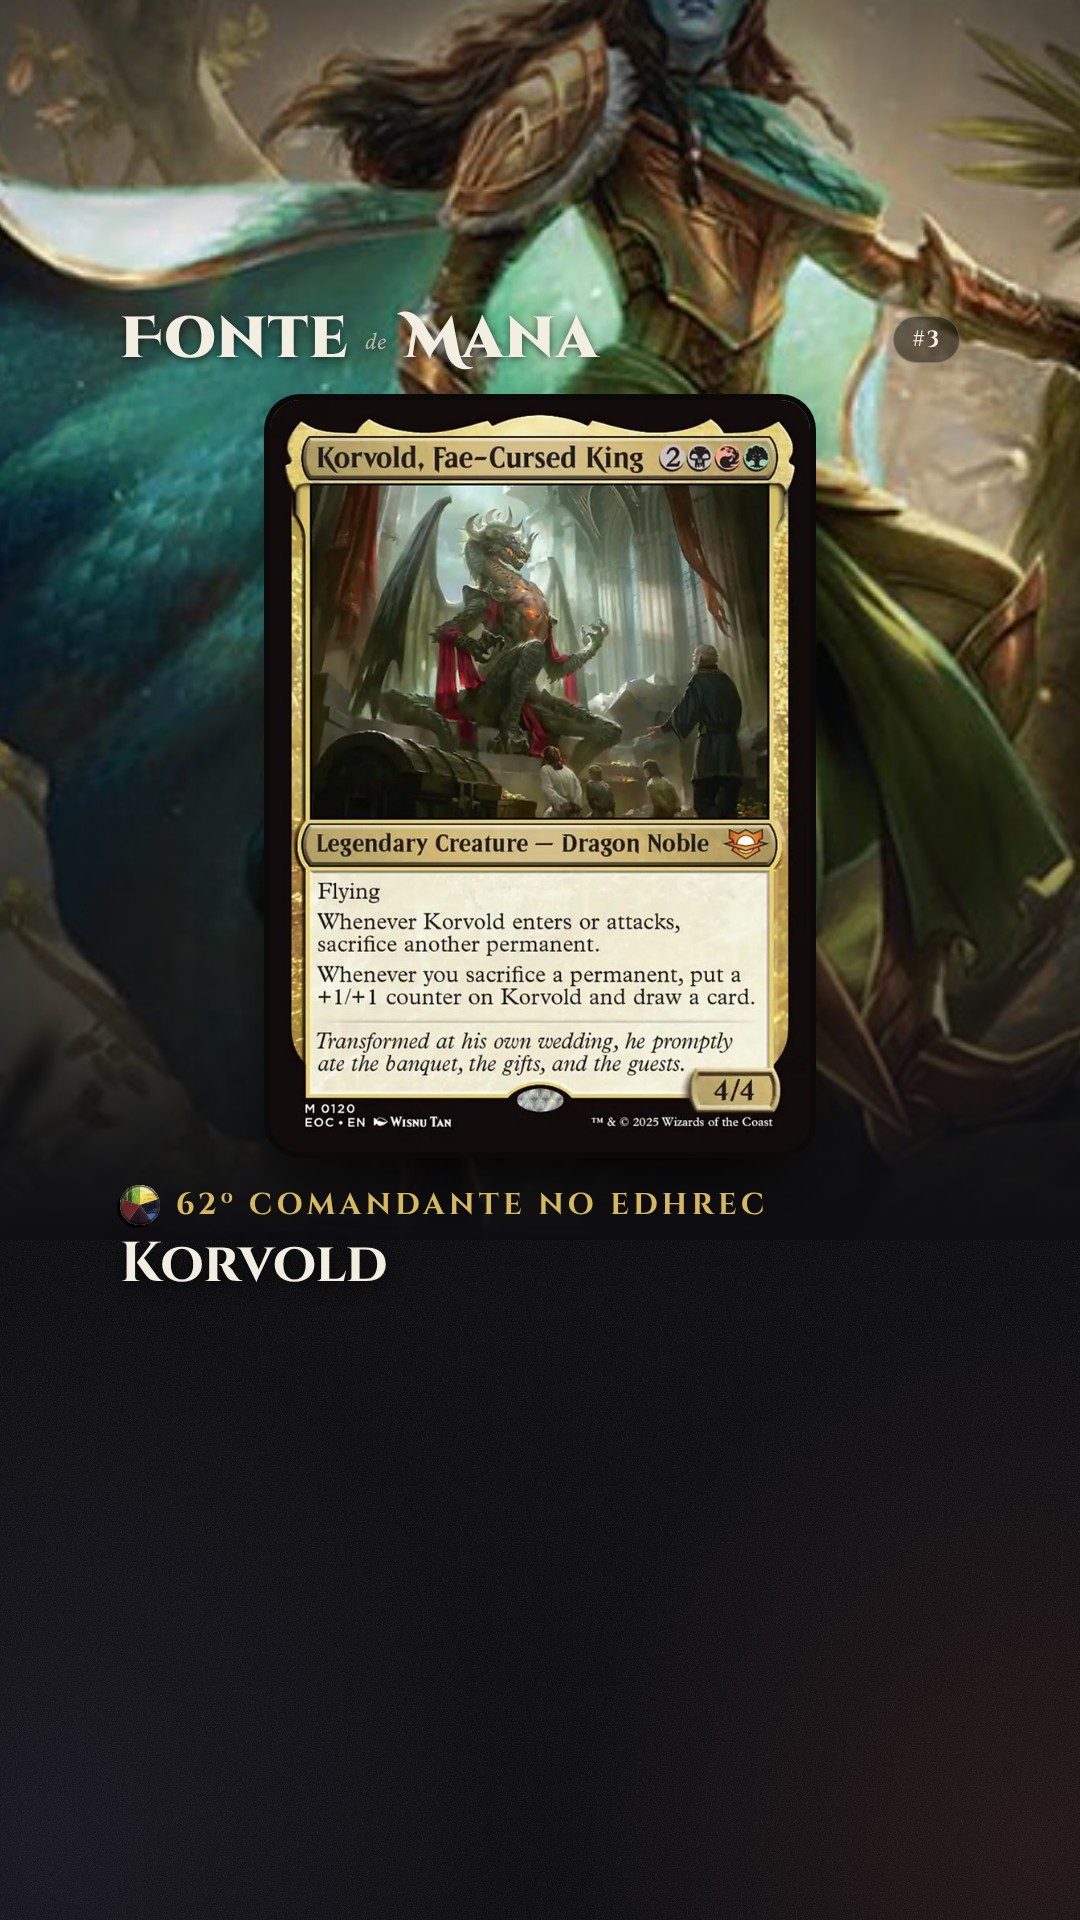 Fonte de Mana
#3
Korvold, Fae-Cursed King 2
Legendary Creature — Dragon Noble
Flying
Whenever Korvold enters or attacks,
sacrifice another permanent.
Whenever you sacrifice a permanent, put a
+1/+1 counter on Korvold and draw a card.
Transformed at his own wedding, he promptly
ate the banquet, the gifts, and the guests.
4/4
M 0120
EOC • EN Wisnu Tan
™ & © 2025 Wizards of the Coast
62º COMANDANTE NO EDHREC
Korvold